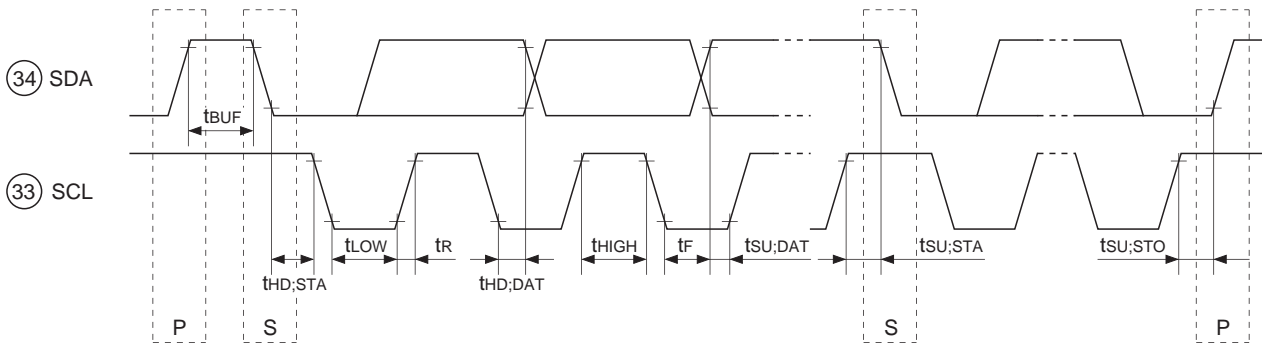 34 SDA
tBUF
33 SCL
tHD;STA
tLOW
tR
tHD;DAT
tHIGH
tF
tSU;DAT
tSU;STA
tSU;STO
P
S
S
P